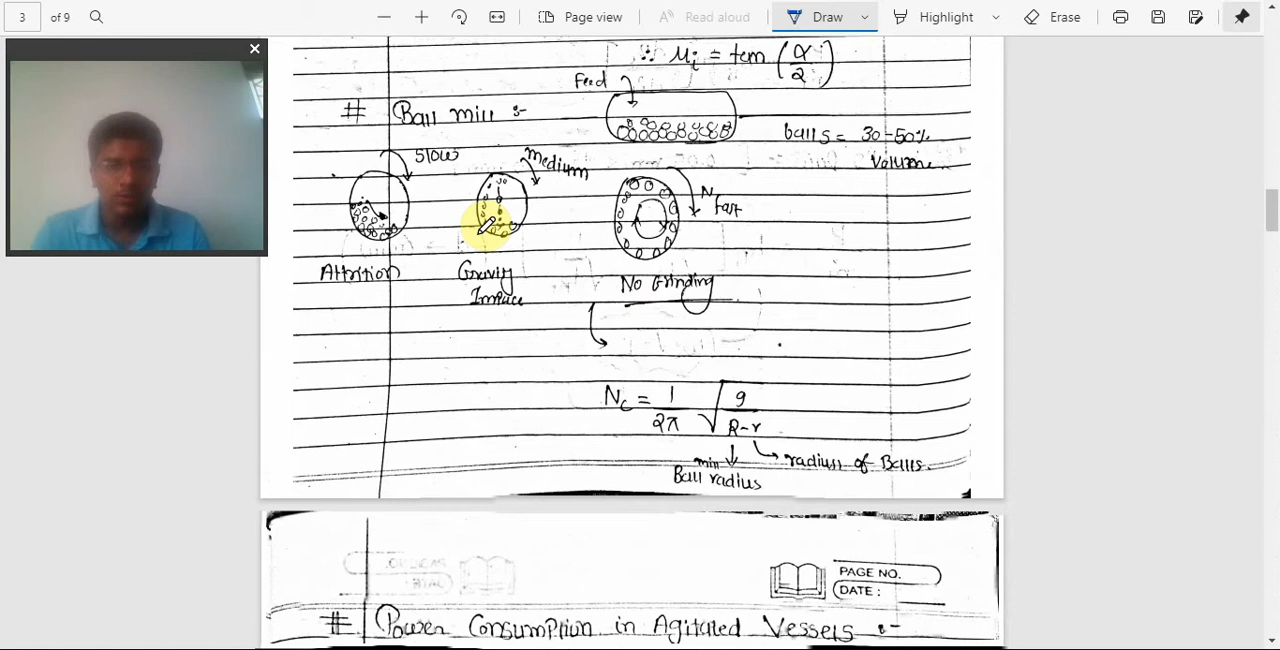 3 of 9
Page view
Read aloud
Draw
Highlight
Erase
∴ μi = tan (α/2)
Feed
# Ball mill :-
balls = 30-50% Volume
Slow
medium
N fast
Attrition
Gravity
No Grinding
Nc = 1/2π √g/R-r
radius of Balls.
Ball radius
PAGE NO.
DATE :
# Power Consumption in Agitated Vessels :-